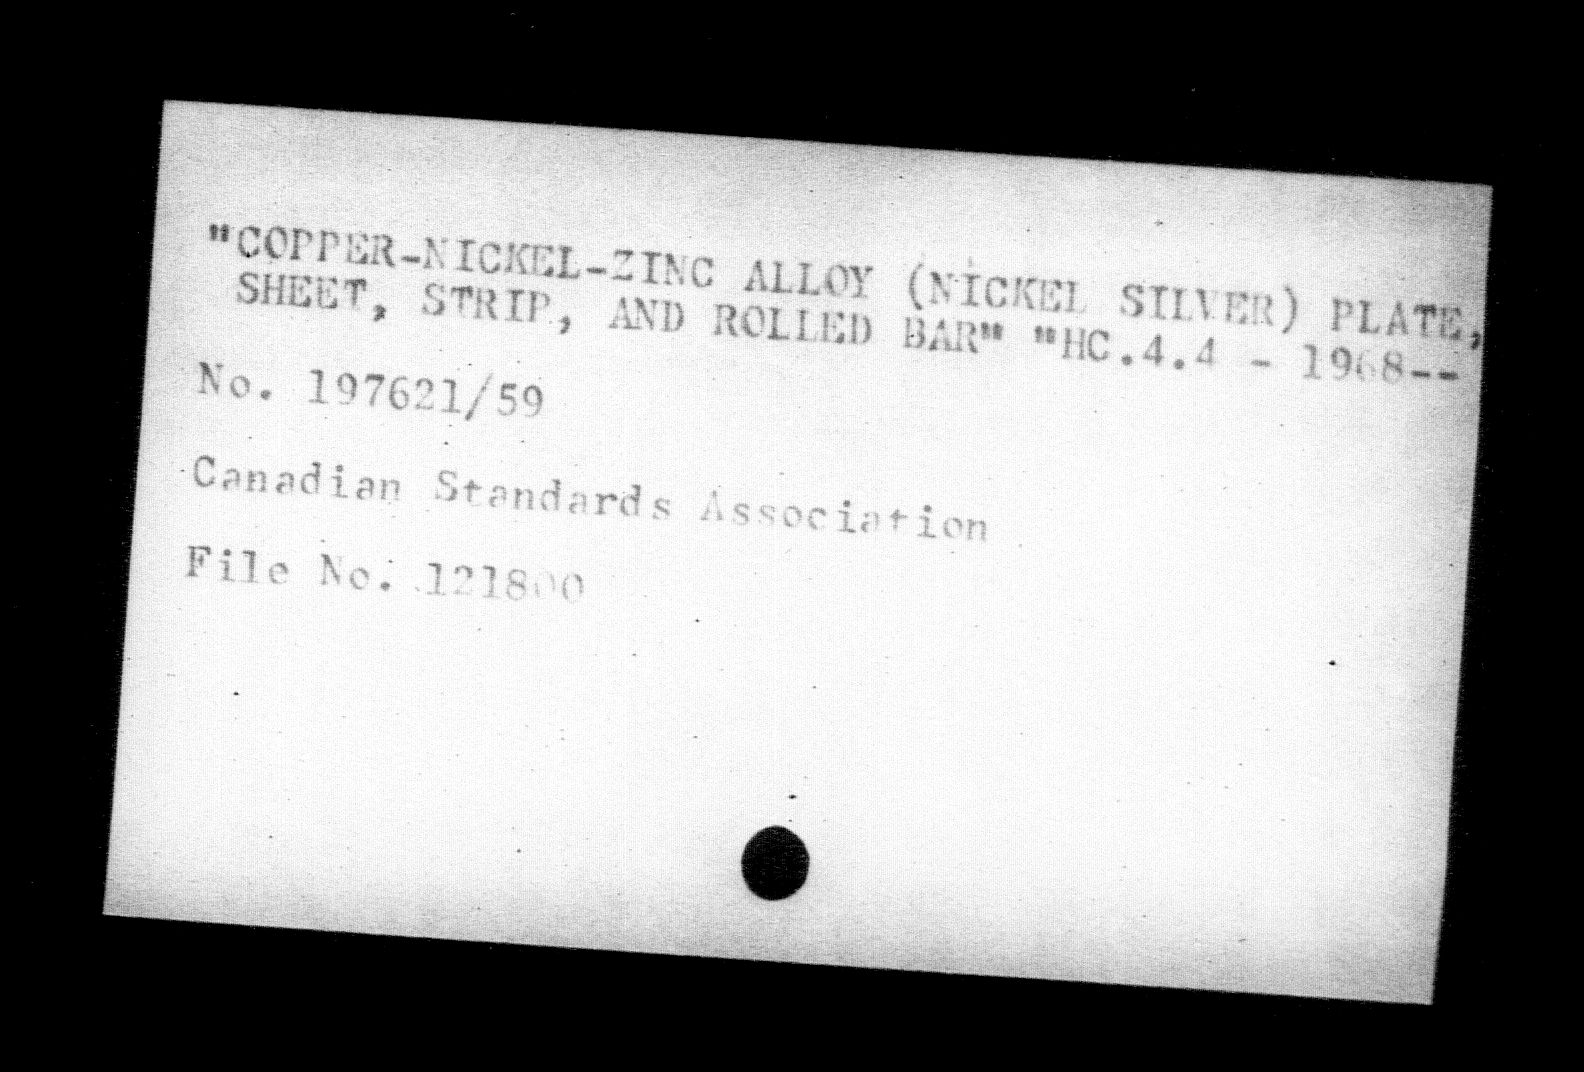 "COPPER-NICKEL-ZINC ALLOY (NICKEL SILVER) PLATE,
SHEET, STRIP, AND ROLLED BAR" "HC.4.4 - 1968--
No. 197621/59
Canadian Standards Association
File No. 121800